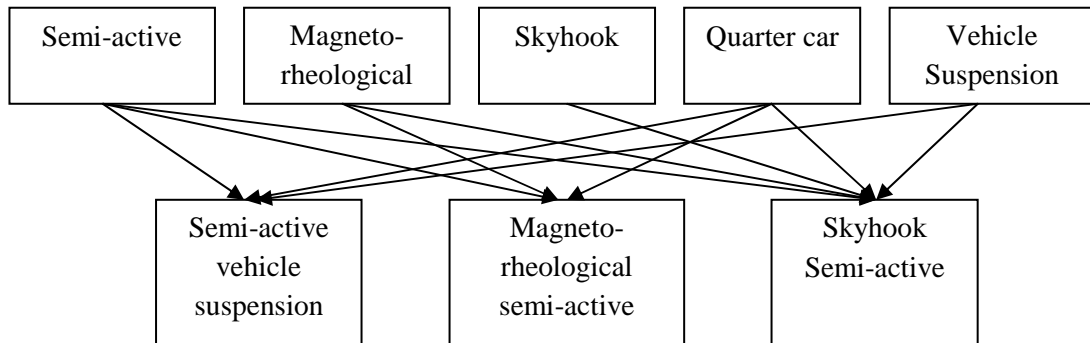 Semi-active
Magneto-
rheological
Skyhook
Quarter car
Vehicle
Suspension
Semi-active
vehicle
suspension
Magneto-
rheological
semi-active
Skyhook
Semi-active